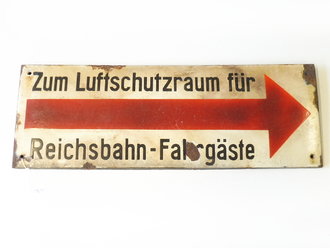 Zum Luftschutzraum für
Reichsbahn-Fahrgäste